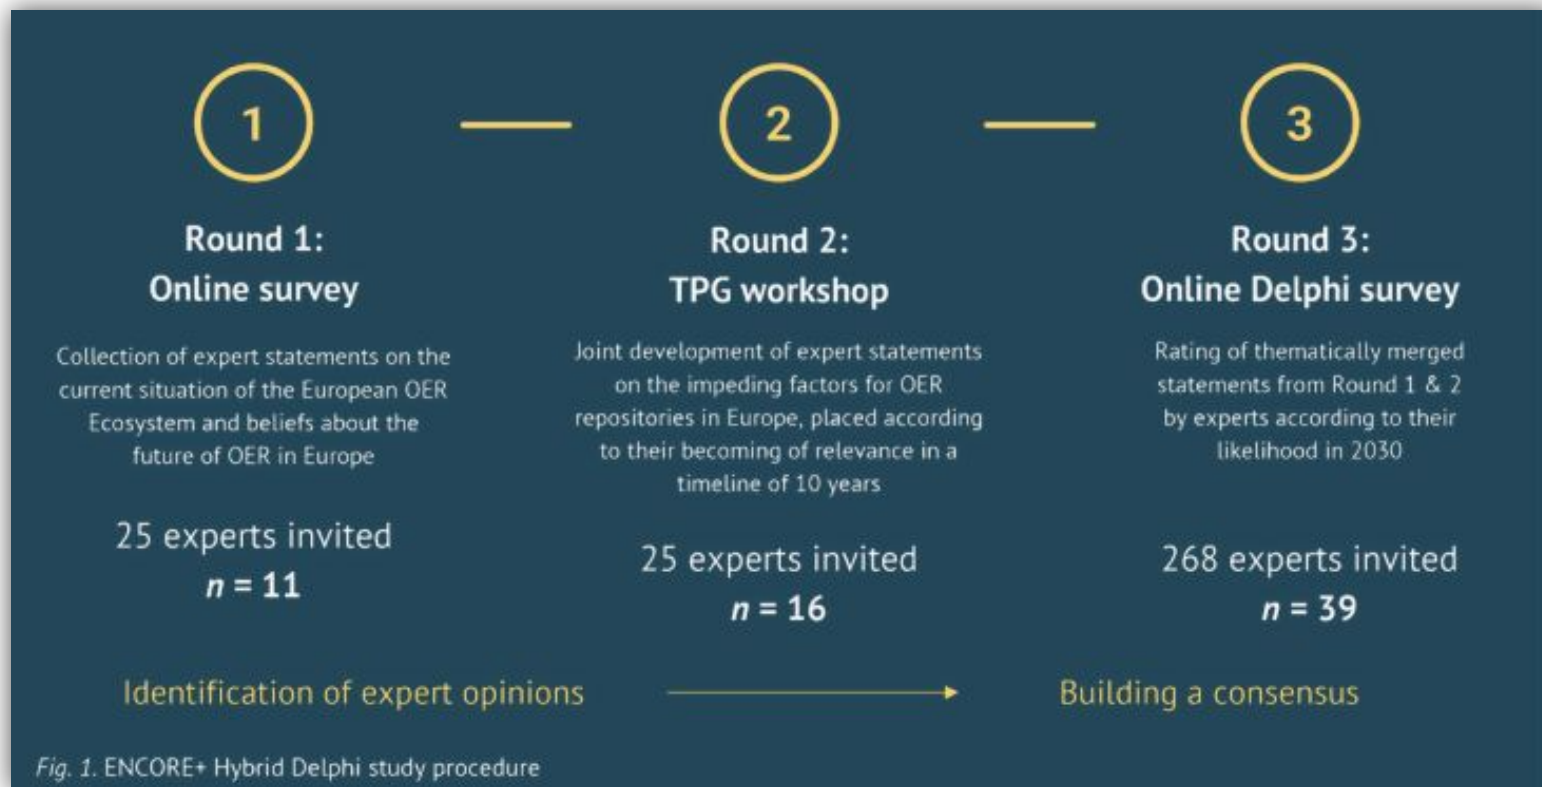 1
Round 1:
Online survey
Collection of expert statements on the
current situation of the European OER
Ecosystem and beliefs about the
future of OER in Europe
25 experts invited
n = 11
2
Round 2:
TPG workshop
Joint development of expert statements
on the impeding factors for OER
repositories in Europe, placed according
to their becoming of relevance in a
timeline of 10 years
25 experts invited
n = 16
3
Round 3:
Online Delphi survey
Rating of thematically merged
statements from Round 1 & 2
by experts according to their
likelihood in 2030
268 experts invited
n = 39
Identification of expert opinions
Building a consensus
Fig. 1. ENCORE+ Hybrid Delphi study procedure